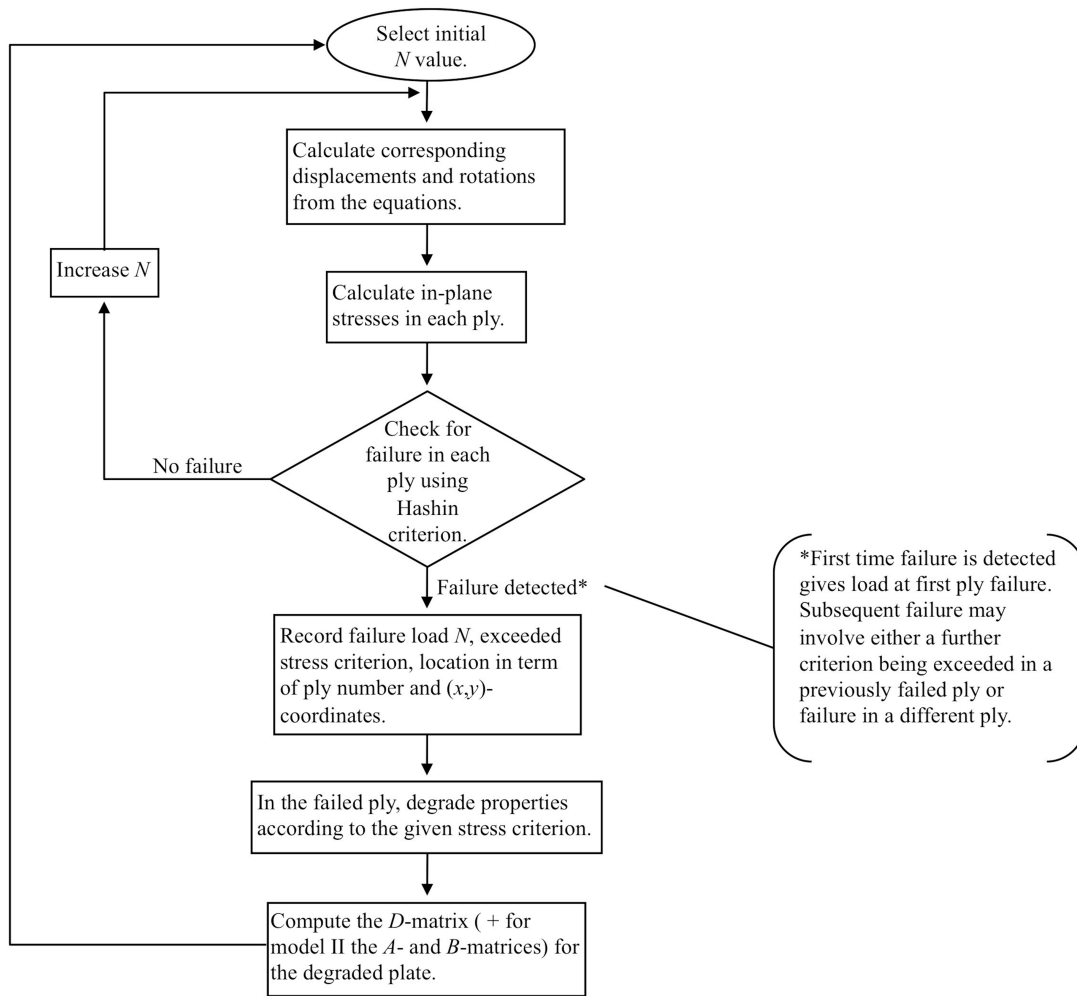 Select initial
N value.
Calculate corresponding
displacements and rotations
from the equations.
Increase N
Calculate in-plane
stresses in each ply.
Check for
failure in each
ply using
Hashin
criterion.
No failure
Failure detected*
*First time failure is detected
gives load at first ply failure.
Subsequent failure may
involve either a further
criterion being exceeded in a
previously failed ply or
failure in a different ply.
Record failure load N, exceeded
stress criterion, location in term
of ply number and (x,y)-
coordinates.
In the failed ply, degrade properties
according to the given stress criterion.
Compute the D-matrix ( + for
model II the A- and B-matrices) for
the degraded plate.